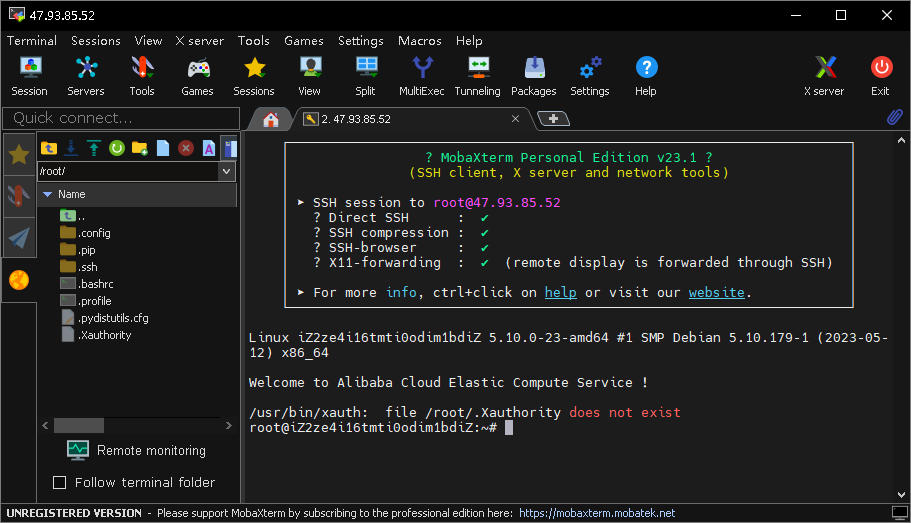 47.93.85.52
Terminal Sessions View X server Tools Games Settings Macros Help
Session Servers Tools Games Sessions View Split MultiExec Tunneling Packages Settings Help X server Exit
Quick connect...
2. 47.93.85.52
/root/
Name
..
.config
.pip
.ssh
.bashrc
.profile
.pydistutils.cfg
.Xauthority
Remote monitoring
Follow terminal folder
? MobaXterm Personal Edition v23.1 ?
(SSH client, X server and network tools)
➤ SSH session to root@47.93.85.52
? Direct SSH : ✔
? SSH compression : ✔
? SSH-browser : ✔
? X11-forwarding : ✔ (remote display is forwarded through SSH)
➤ For more info, ctrl+click on help or visit our website.
Linux iZ2ze4i16tmti0odim1bdiZ 5.10.0-23-amd64 #1 SMP Debian 5.10.179-1 (2023-05-
12) x86_64
Welcome to Alibaba Cloud Elastic Compute Service !
/usr/bin/xauth: file /root/.Xauthority does not exist
root@iZ2ze4i16tmti0odim1bdiZ:~#
UNREGISTERED VERSION - Please support MobaXterm by subscribing to the professional edition here: https://mobaxterm.mobatek.net